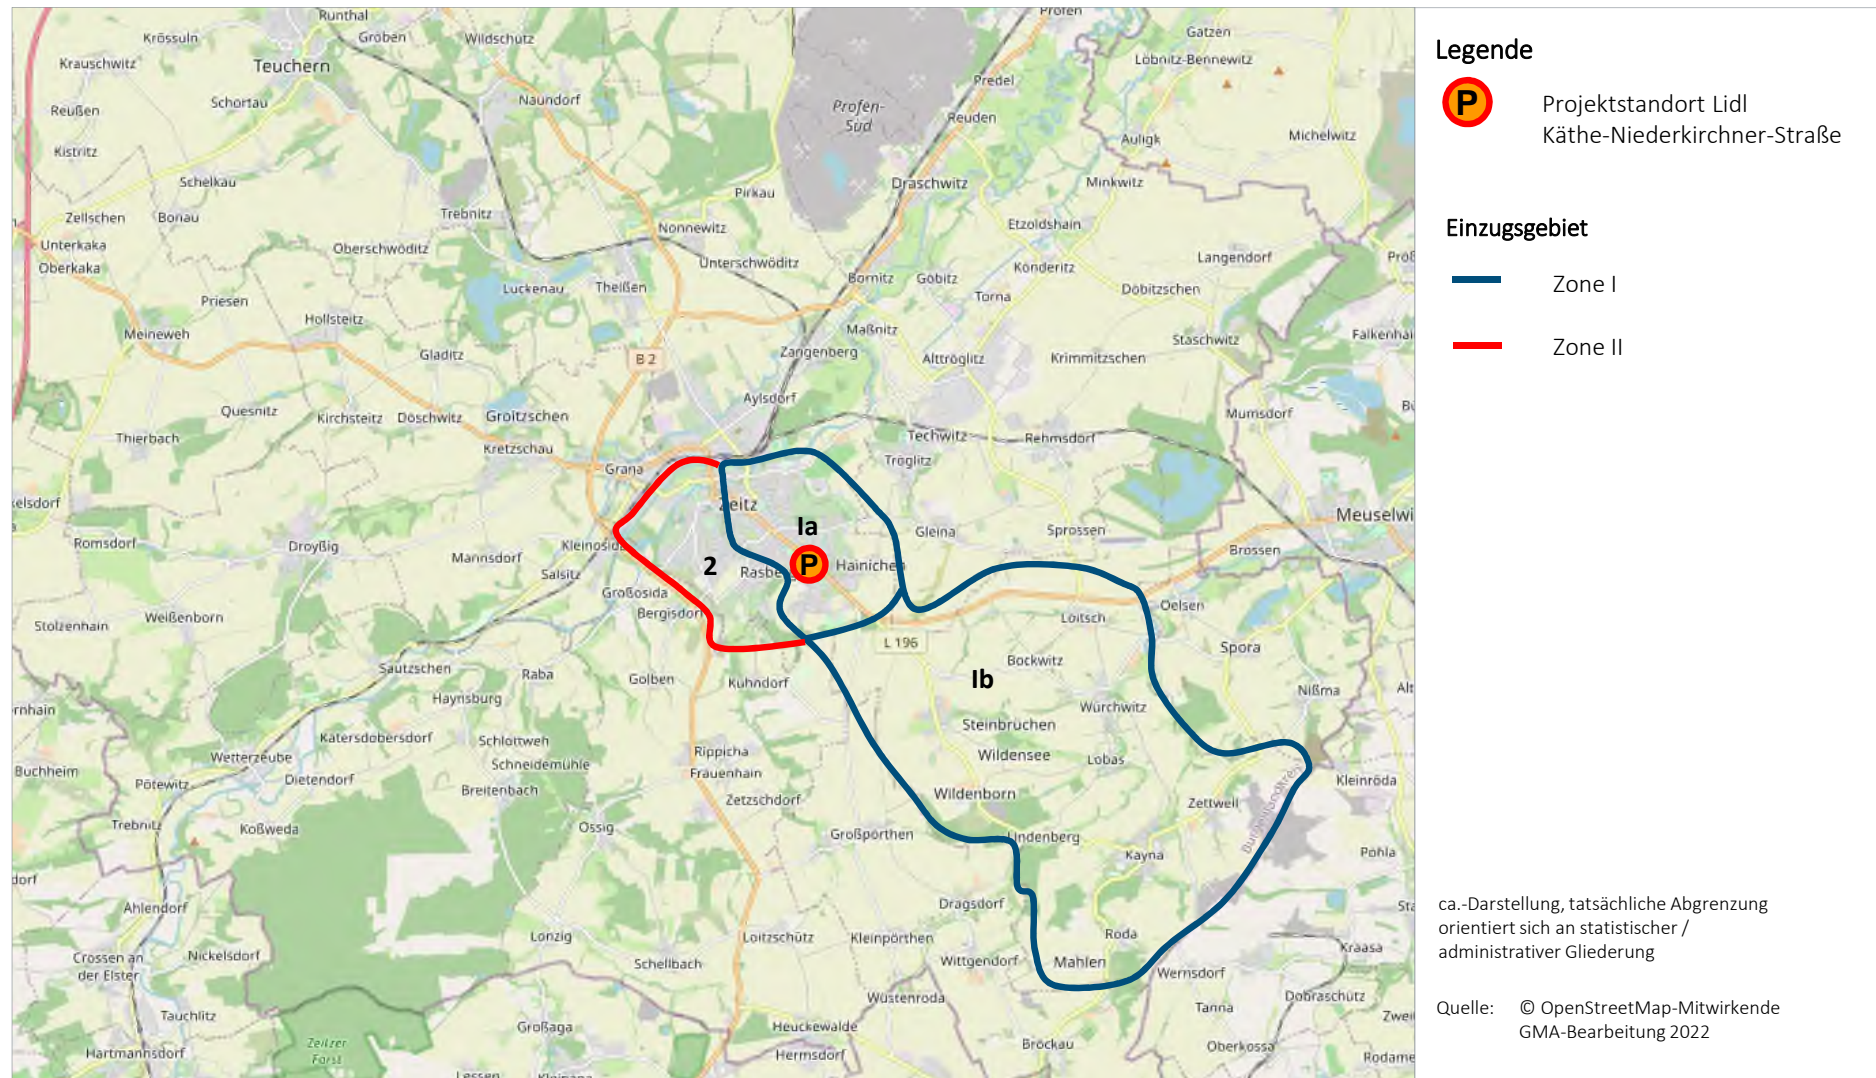 Profen
Runthal
Krössuln
Gröben
Wildschütz
Gatzen
Löbnitz-Bennewitz
Krauschwitz
Teuchern
Predel
Reußen
Schortau
Naundorf
Profen-
Süd
Reuden
Michelwitz
Auligk
Kistritz
Schelkau
Pirkau
Draschwitz
Minkwitz
Zellschen
Bonau
Trebnitz
Nonnewitz
Etzoldshain
Unterkaka
Oberschwöditz
Unterschwöditz
Langendorf
Oberkaka
Bornitz
Göbitz
Könderitz
Luckenau
Theißen
Torna
Döbitzschen
Priesen
Hollsteitz
Meineweh
Maßnitz
Staschwitz
Gladitz
B 2
Zangenberg
Alttröglitz
Krimmitzschen
Aylsdorf
Quesnitz
Kirchsteitz
Döschwitz
Groitzschen
Mumsdorf
Thierbach
Kretzschau
Techwitz
Rehmsdorf
Grana
Tröglitz
Zeitz
Meuselwi
Ia
Romsdorf
Droyßig
Kleinosida
Gleina
Sprossen
Mannsdorf
Brossen
2
Rasberg
P
Hainichen
Salsitz
Großosida
Bergisdorf
Oelsen
Weißenborn
Loitsch
Stolzenhain
L 196
Spora
Sautzschen
Raba
Golben
Kuhndorf
Bockwitz
Ib
Nißma
Haynsburg
Würchwitz
Steinbrüchen
Katersdobersdorf
Schlottweh
Wetterzeube
Schneidemühle
Rippicha
Wildensee
Lobas
Buchheim
Pötewitz
Dietendorf
Breitenbach
Frauenhain
Kleinröda
Zetzschdorf
Wildenborn
Zettweil
Trebnitz
Koßweda
Ossig
Großpörthen
Lindenberg
Kayna
Pöhla
Ahlendorf
Dragsdorf
Lonzig
Loitzschütz
Kleinpörthen
Roda
Kraasa
Crossen an
der Elster
Nickelsdorf
Schellbach
Wittgendorf
Mahlen
Wernsdorf
Wüstenroda
Tanna
Dobraschütz
Tauchlitz
Großaga
Heuckewalde
Zeitzer
Forst
Hartmannsdorf
Hermsdorf
Bröckau
Oberkossa
Legende
P
Projektstandort Lidl
Käthe-Niederkirchner-Straße
Einzugsgebiet
Zone I
Zone II
ca.-Darstellung, tatsächliche Abgrenzung
orientiert sich an statistischer /
administrativer Gliederung
Quelle: © OpenStreetMap-Mitwirkende
GMA-Bearbeitung 2022